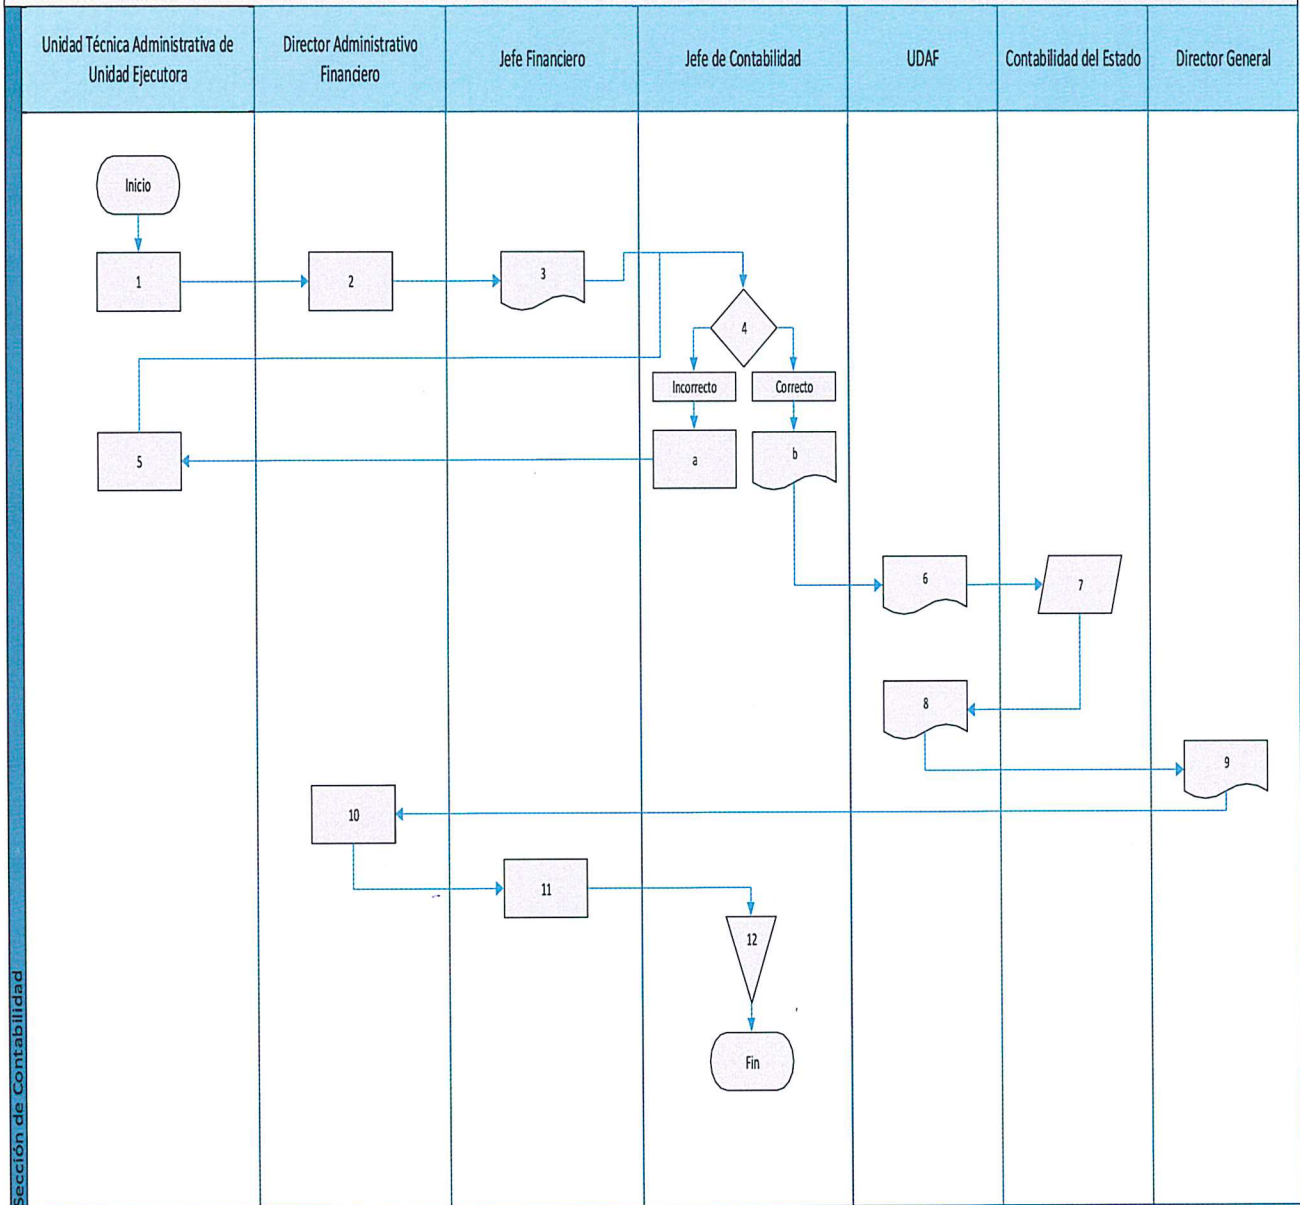 Unidad Técnica Administrativa de
Unidad Ejecutora
Director Administrativo
Financiero
Jefe Financiero
Jefe de Contabilidad
UDAF
Contabilidad del Estado
Director General
Inicio
1
2
3
4
Incorrecto
Correcto
5
a
b
6
7
8
9
10
11
12
Fin
Sección de Contabilidad